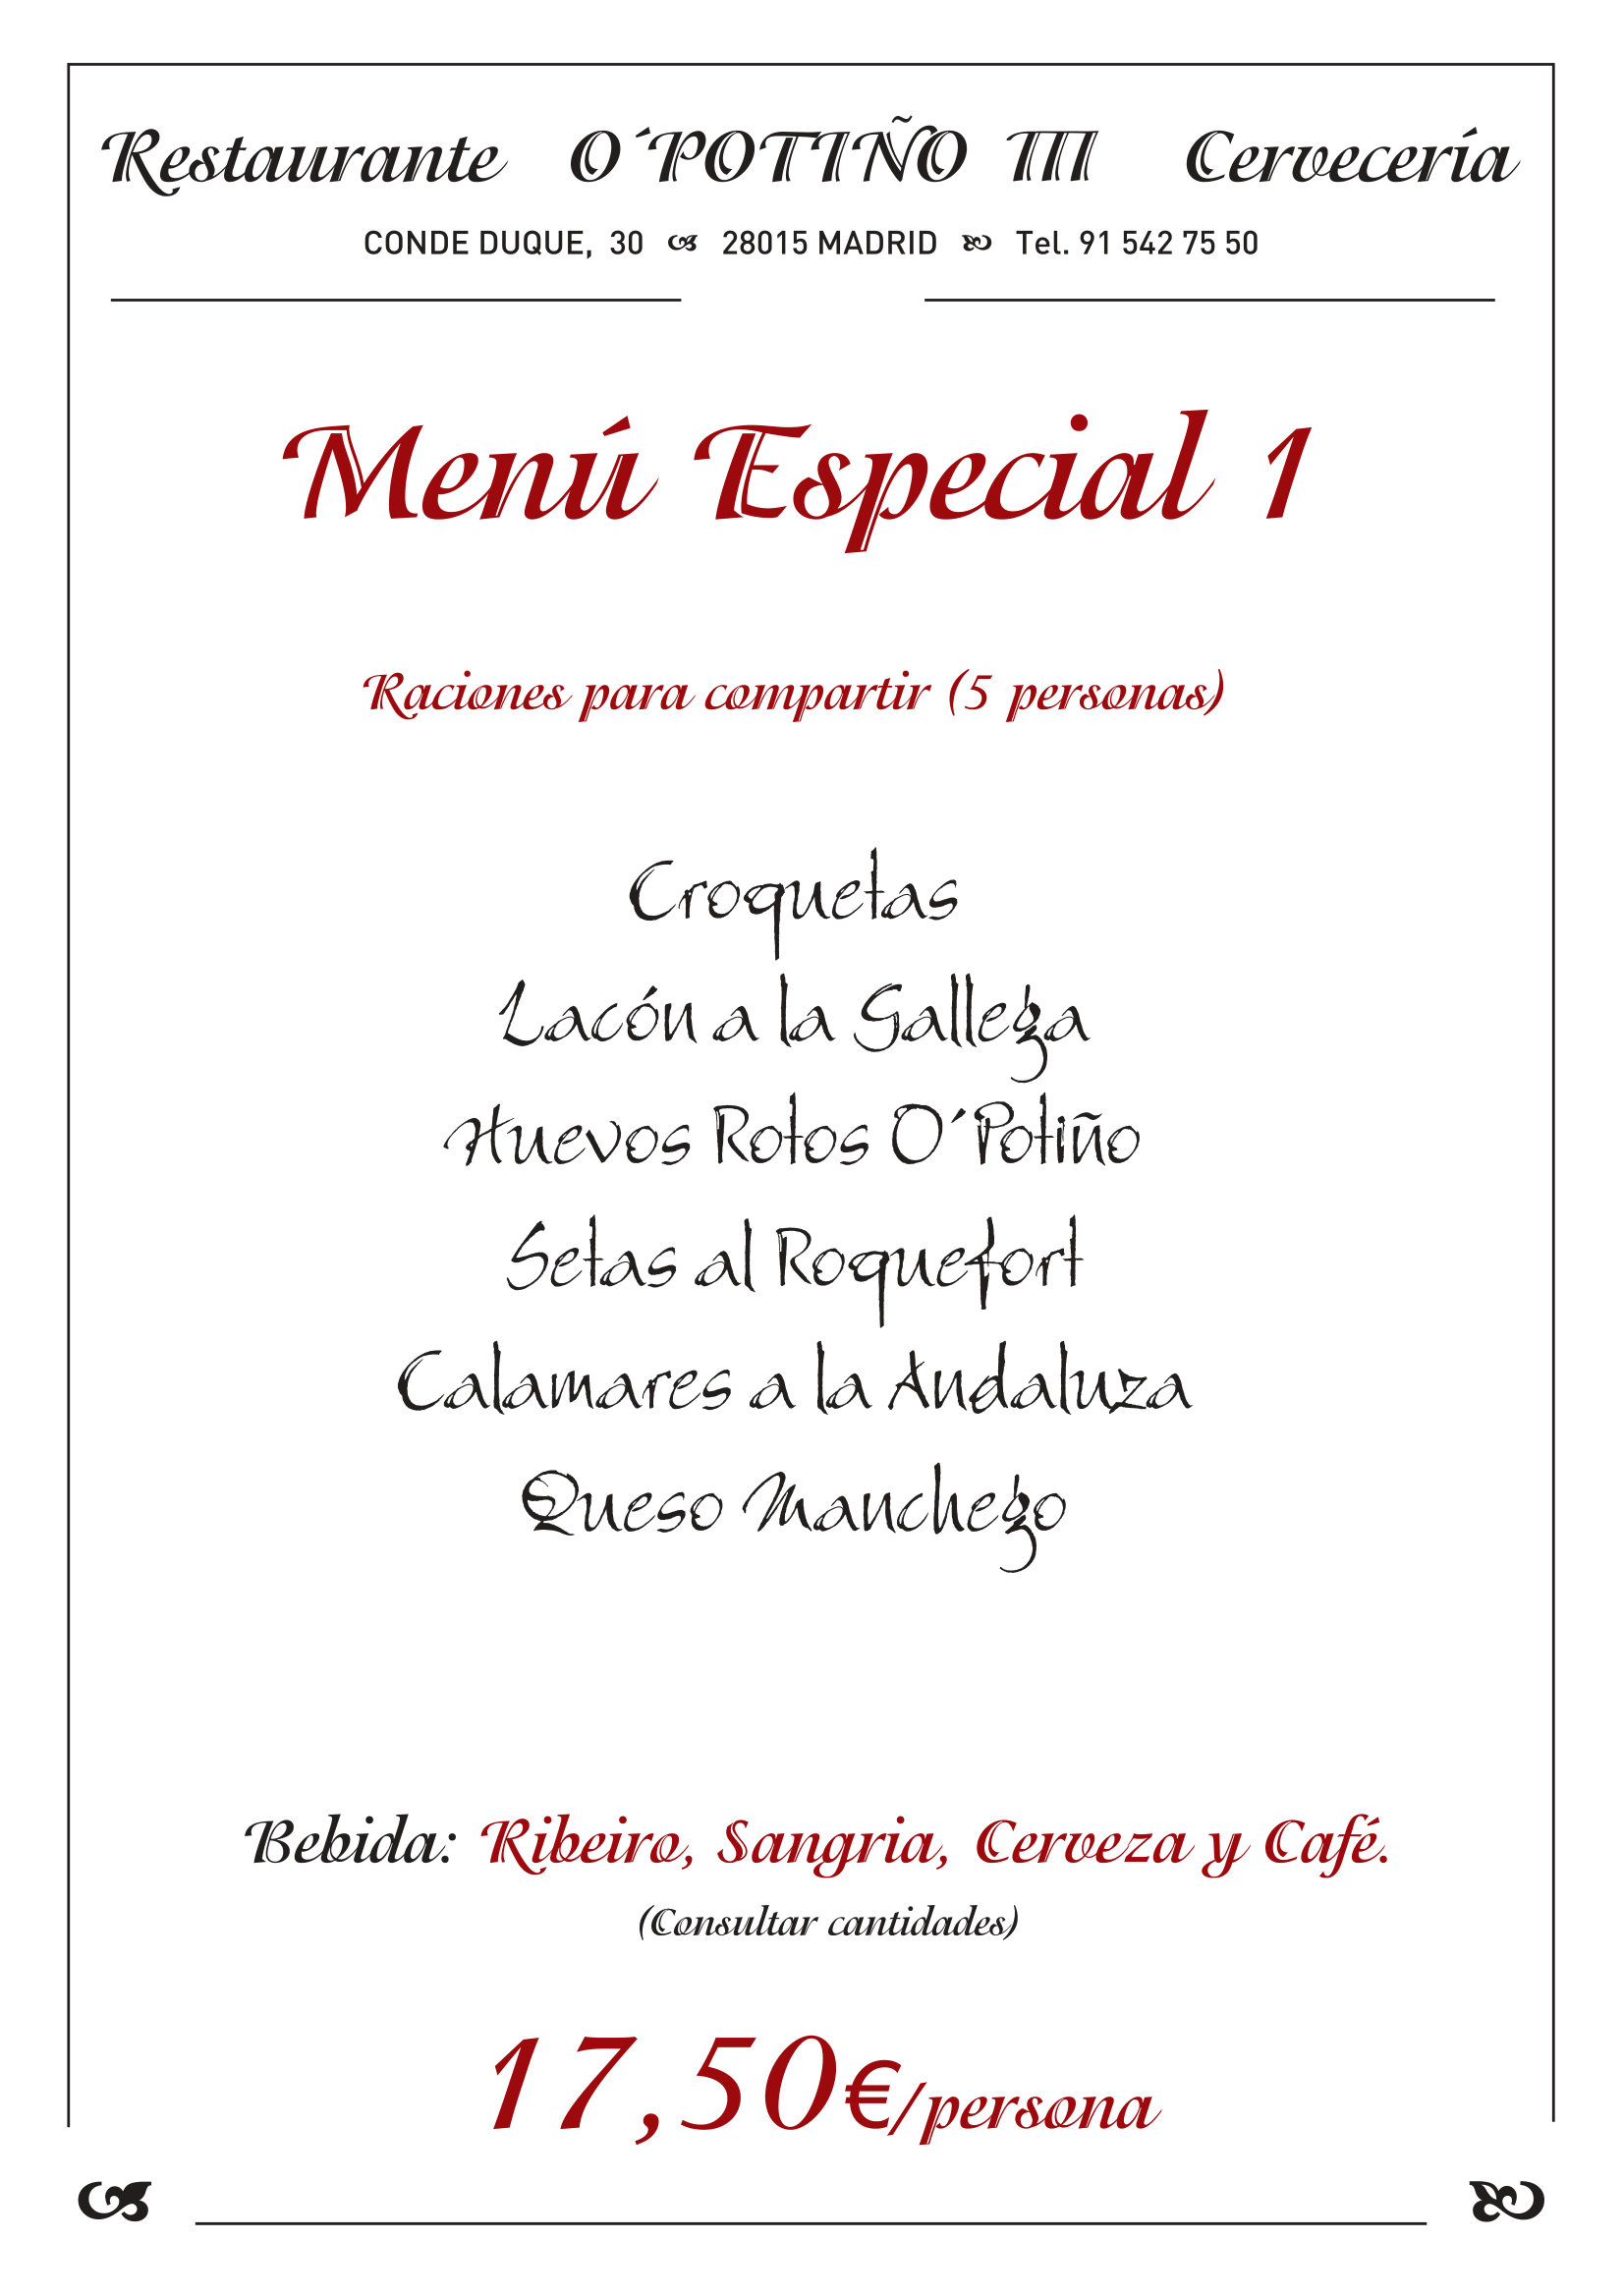 Restaurante O´POTIÑO III Cervecería
CONDE DUQUE, 30 28015 MADRID Tel. 91 542 75 50
Menú Especial 1
Raciones para compartir (5 personas)
Croquetas
Lacón a la Gallega
Huevos Rotos O´Potiño
Setas al Roquefort
Calamares a la Andaluza
Queso Manchego
Bebida: Ribeiro, Sangria, Cerveza y Café.
(Consultar cantidades)
17,50€/persona